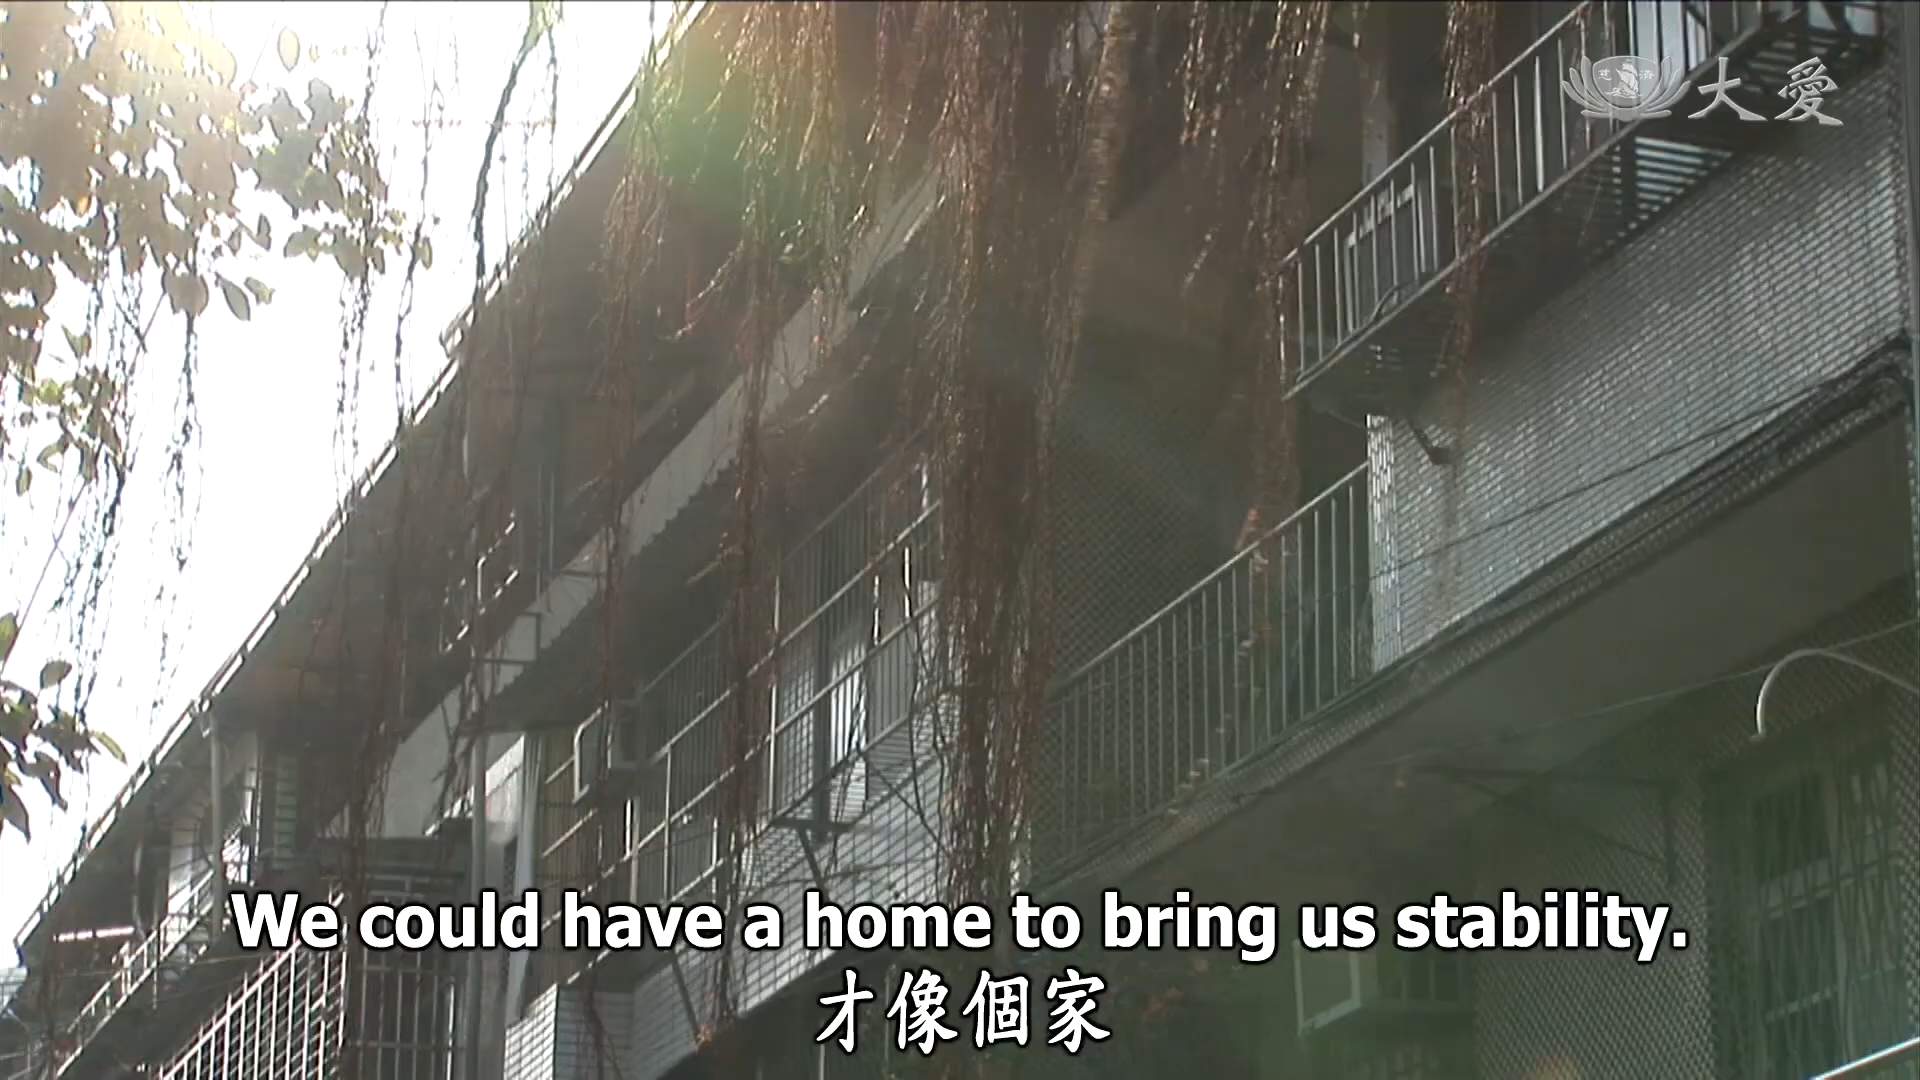 大愛
We could have a home to bring us stability.
才像個家